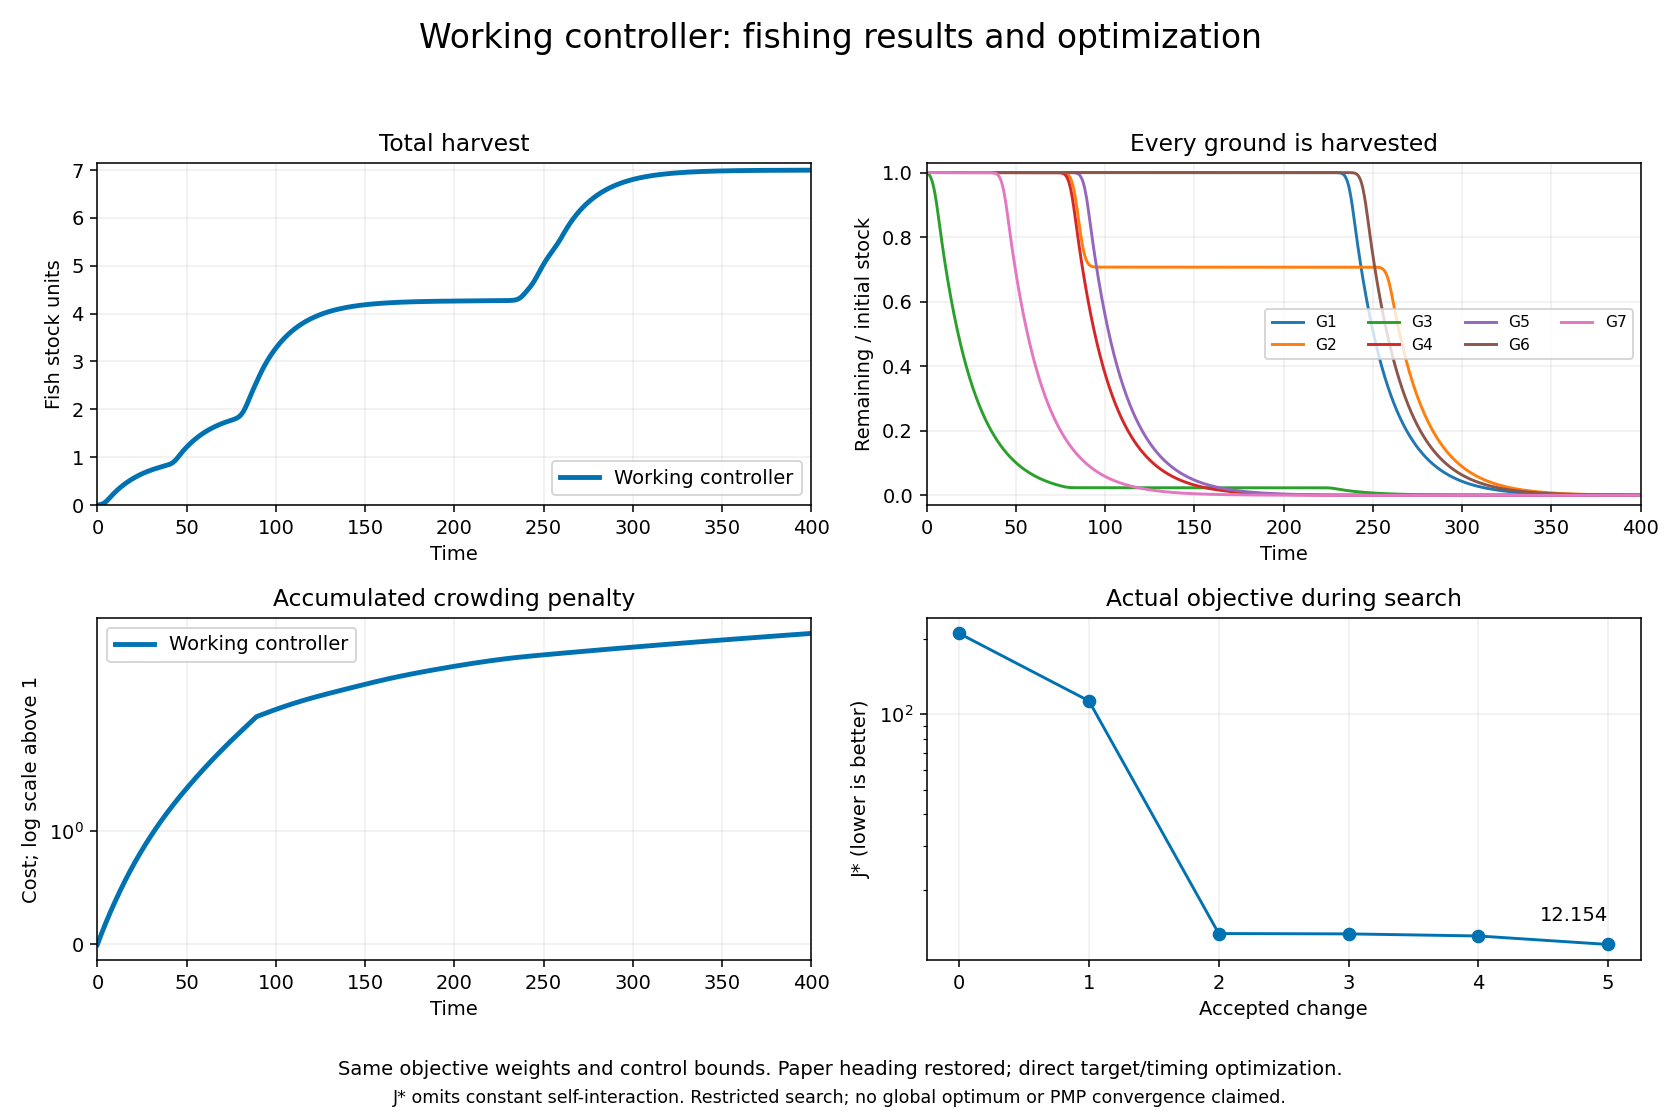 Working controller: fishing results and optimization
Total harvest
Fish stock units
7
6
5
4
3
2
1
0
Working controller
0 50 100 150 200 250 300 350 400
Time
Every ground is harvested
Remaining / initial stock
1.0
0.8
0.6
0.4
0.2
0.0
G1 G3 G5 G7
G2 G4 G6
0 50 100 150 200 250 300 350 400
Time
Accumulated crowding penalty
Cost; log scale above 1
Working controller
10⁰
0
0 50 100 150 200 250 300 350 400
Time
Actual objective during search
J* (lower is better)
10²
12.154
0 1 2 3 4 5
Accepted change
Same objective weights and control bounds. Paper heading restored; direct target/timing optimization.
J* omits constant self-interaction. Restricted search; no global optimum or PMP convergence claimed.